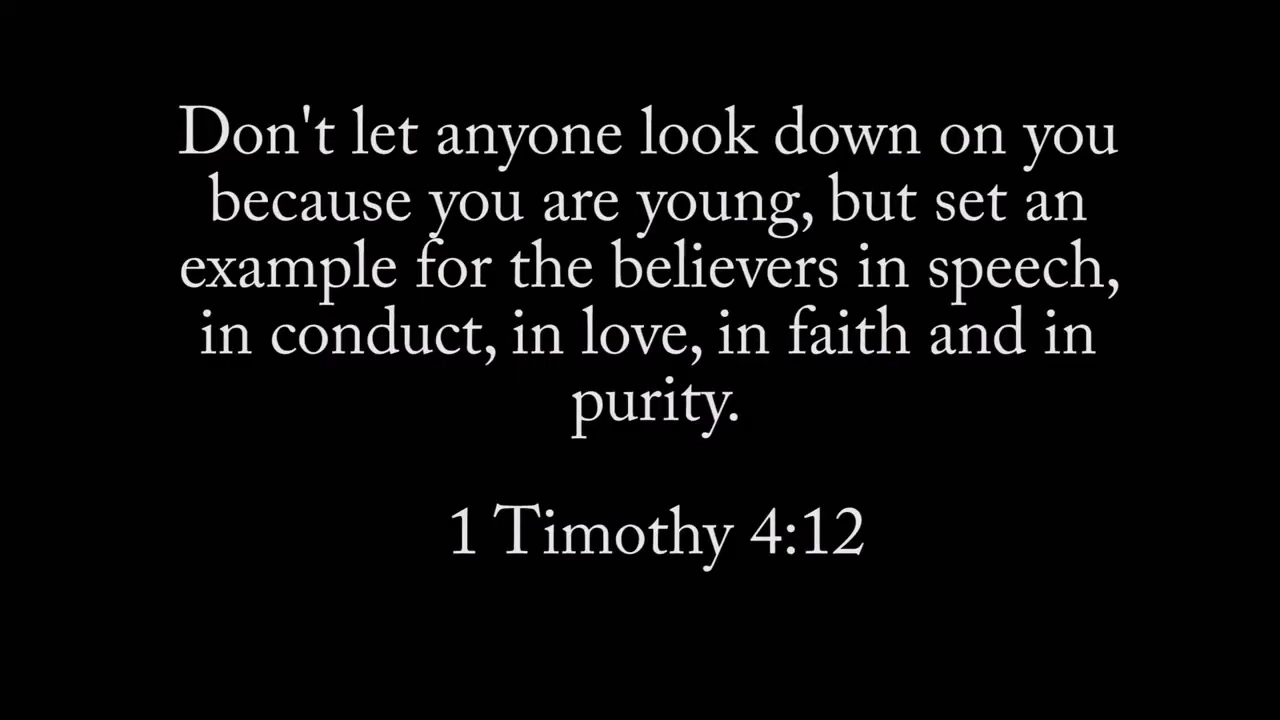 Don't let anyone look down on you
because you are young, but set an
example for the believers in speech,
in conduct, in love, in faith and in
purity.
1 Timothy 4:12